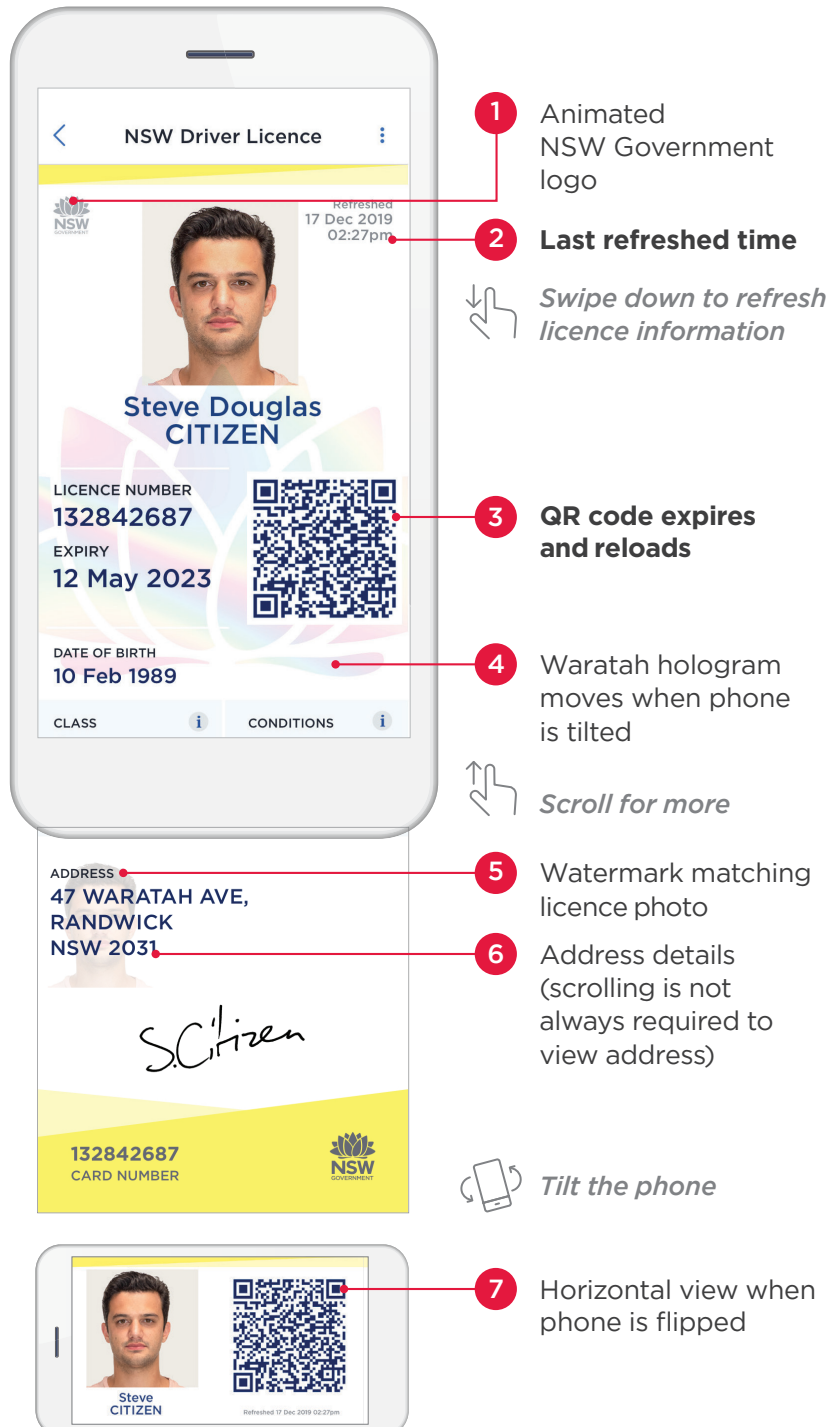 NSW Driver Licence
NSW
GOVERNMENT
Refreshed
17 Dec 2019
02:27pm
Steve Douglas
CITIZEN
LICENCE NUMBER
132842687
EXPIRY
12 May 2023
DATE OF BIRTH
10 Feb 1989
CLASS
i
CONDITIONS
i
1
Animated
NSW Government
logo
2
Last refreshed time
Swipe down to refresh
licence information
3
QR code expires
and reloads
4
Waratah hologram
moves when phone
is tilted
Scroll for more
ADDRESS
47 WARATAH AVE,
RANDWICK
NSW 2031
S.Citizen
132842687
CARD NUMBER
NSW
GOVERNMENT
5
Watermark matching
licence photo
6
Address details
(scrolling is not
always required to
view address)
Tilt the phone
Steve
CITIZEN
Refreshed 17 Dec 2019 02:27pm
7
Horizontal view when
phone is flipped